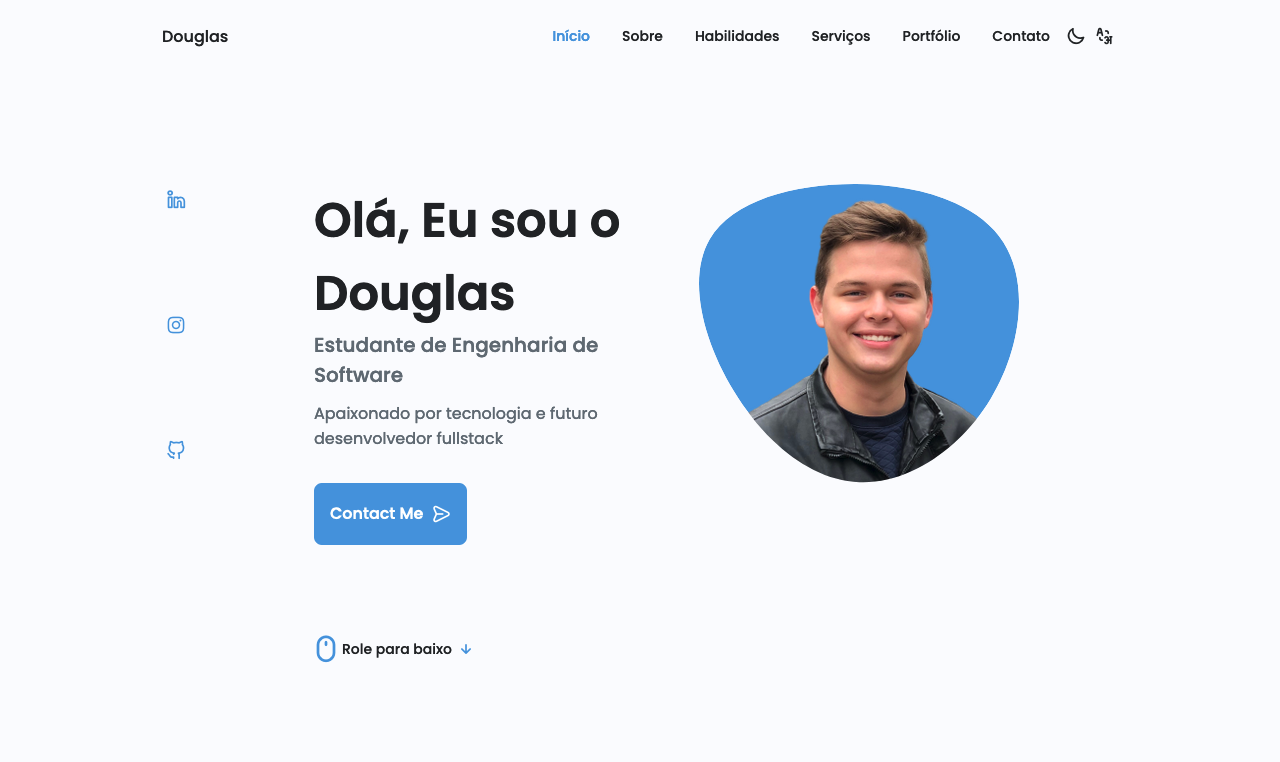 Douglas
Início
Sobre
Habilidades
Serviços
Portfólio
Contato
Olá, Eu sou o
Douglas
Estudante de Engenharia de
Software
Apaixonado por tecnologia e futuro
desenvolvedor fullstack
Contact Me
Role para baixo